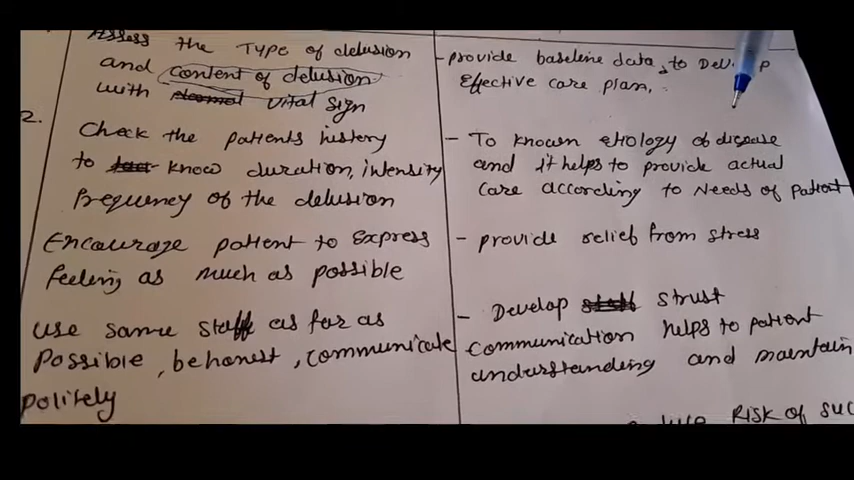 Assess the Type of delusion
and content of delusion
with vital sign
- provide baseline data, to Develop
Effective care plan.
2.
Check the patients history
to know duration, intensity
frequency of the delusion
- To known etiology of disease
and it helps to provide actual
care according to Needs of patient
Encourage patient to Express
feeling as much as possible
- provide relief from stress
use same staff as far as
possible, be honest, communicate
politely
- Develop strust
communication helps to patient
understanding and maintain
Risk of suc